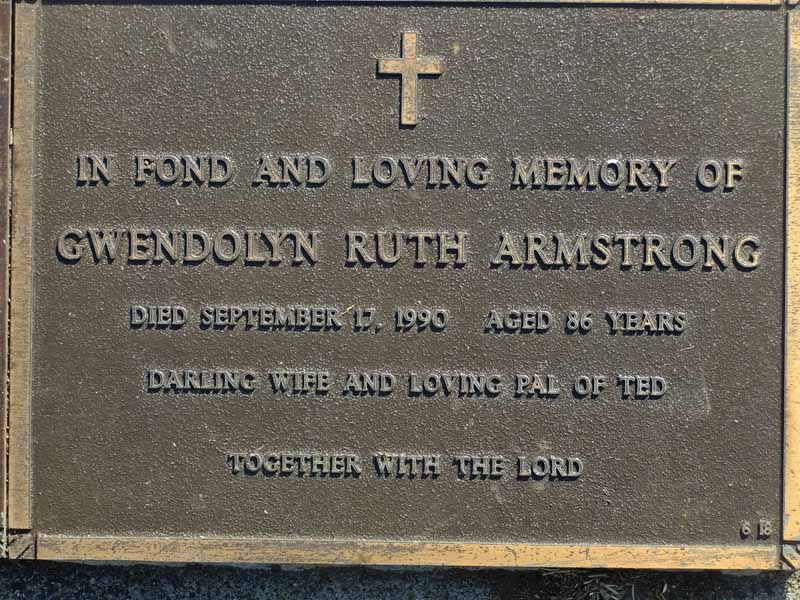 IN FOND AND LOVING MEMORY OF
GWENDOLYN RUTH ARMSTRONG
DIED SEPTEMBER 17, 1990 AGED 86 YEARS
DARLING WIFE AND LOVING PAL OF TED
TOGETHER WITH THE LORD